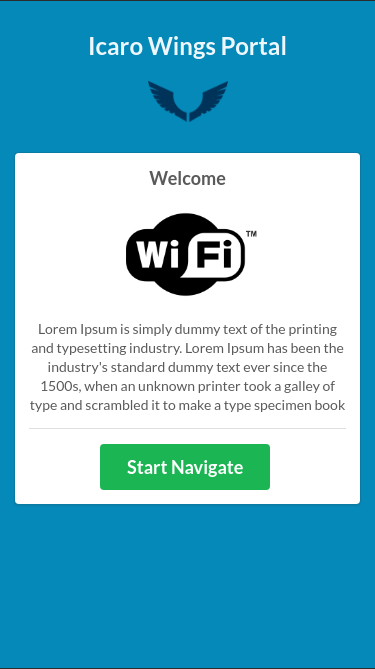 Icaro Wings Portal
Welcome
Wi Fi TM
Lorem Ipsum is simply dummy text of the printing
and typesetting industry. Lorem Ipsum has been the
industry's standard dummy text ever since the
1500s, when an unknown printer took a galley of
type and scrambled it to make a type specimen book
Start Navigate